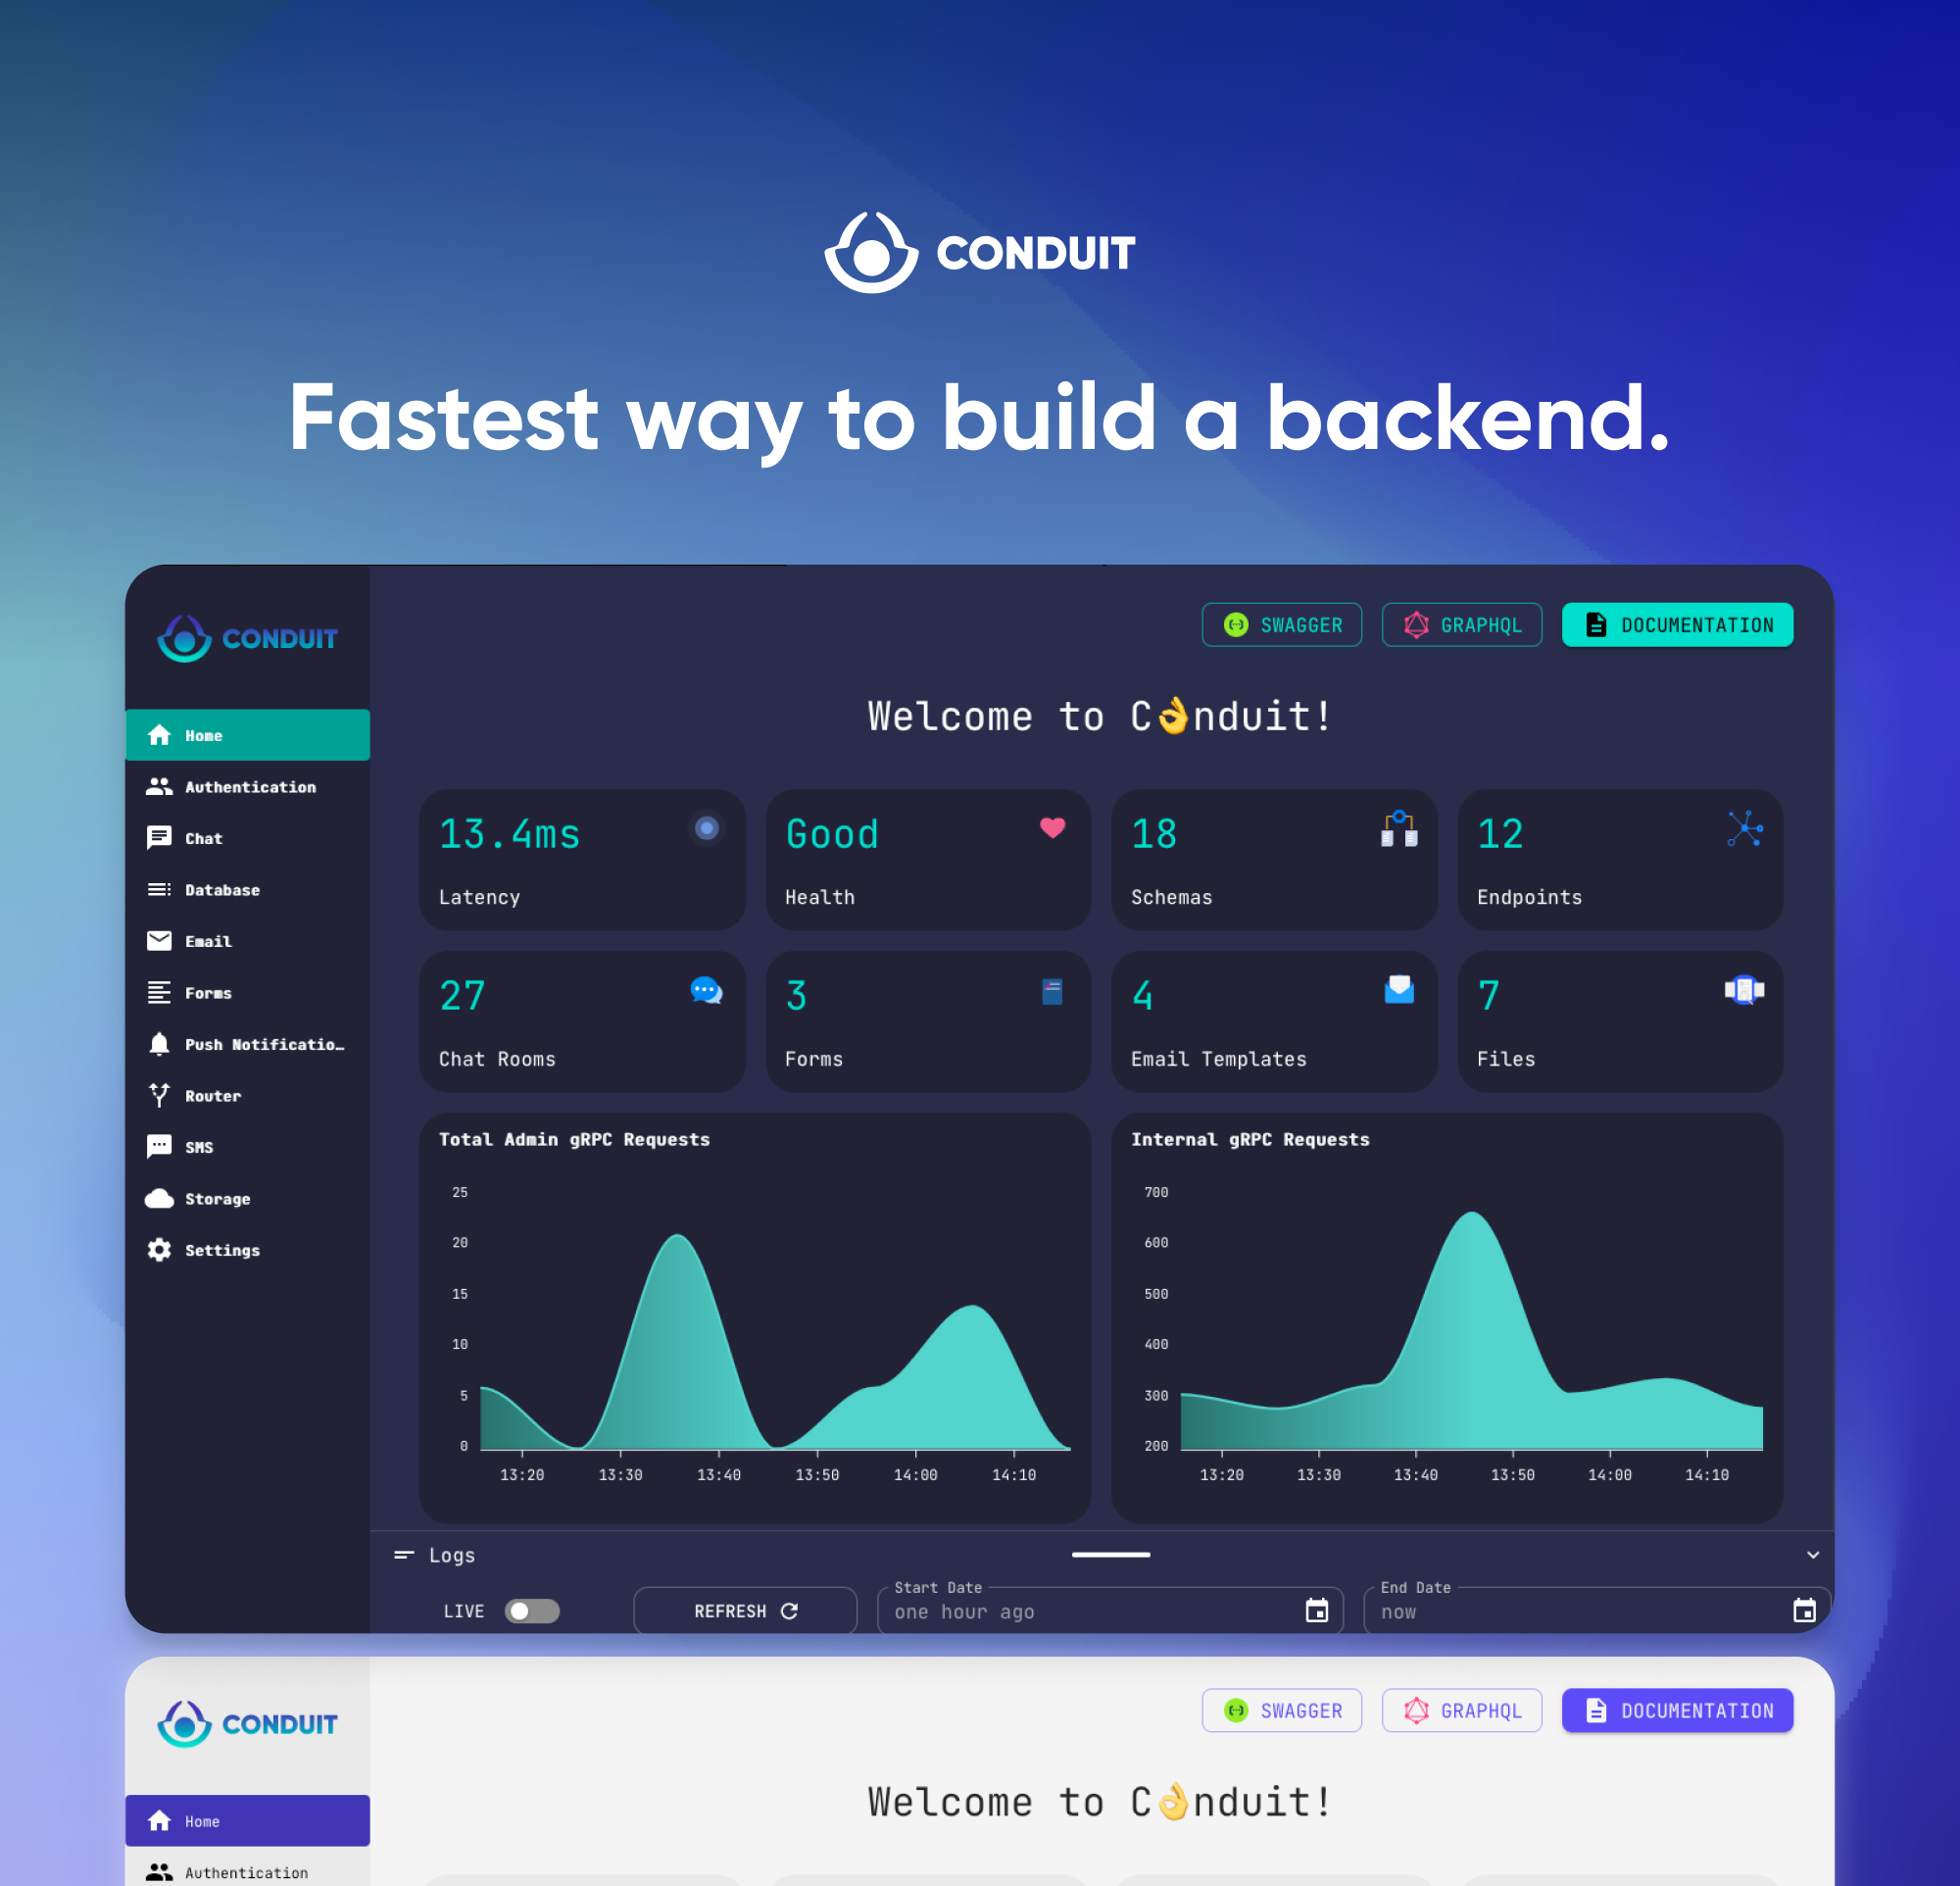 CONDUIT
Fastest way to build a backend.
CONDUIT
SWAGGER
GRAPHQL
DOCUMENTATION
Welcome to C👌nduit!
Home
Authentication
Chat
Database
Email
Forms
Push Notificatio…
Router
SMS
Storage
Settings
13.4ms
Latency
Good
Health
18
Schemas
12
Endpoints
27
Chat Rooms
3
Forms
4
Email Templates
7
Files
Total Admin gRPC Requests
25
20
15
10
5
0
13:20 13:30 13:40 13:50 14:00 14:10
Internal gRPC Requests
700
600
500
400
300
200
13:20 13:30 13:40 13:50 14:00 14:10
Logs
LIVE
REFRESH
Start Date
one hour ago
End Date
now
CONDUIT
SWAGGER
GRAPHQL
DOCUMENTATION
Welcome to C👌nduit!
Home
Authentication